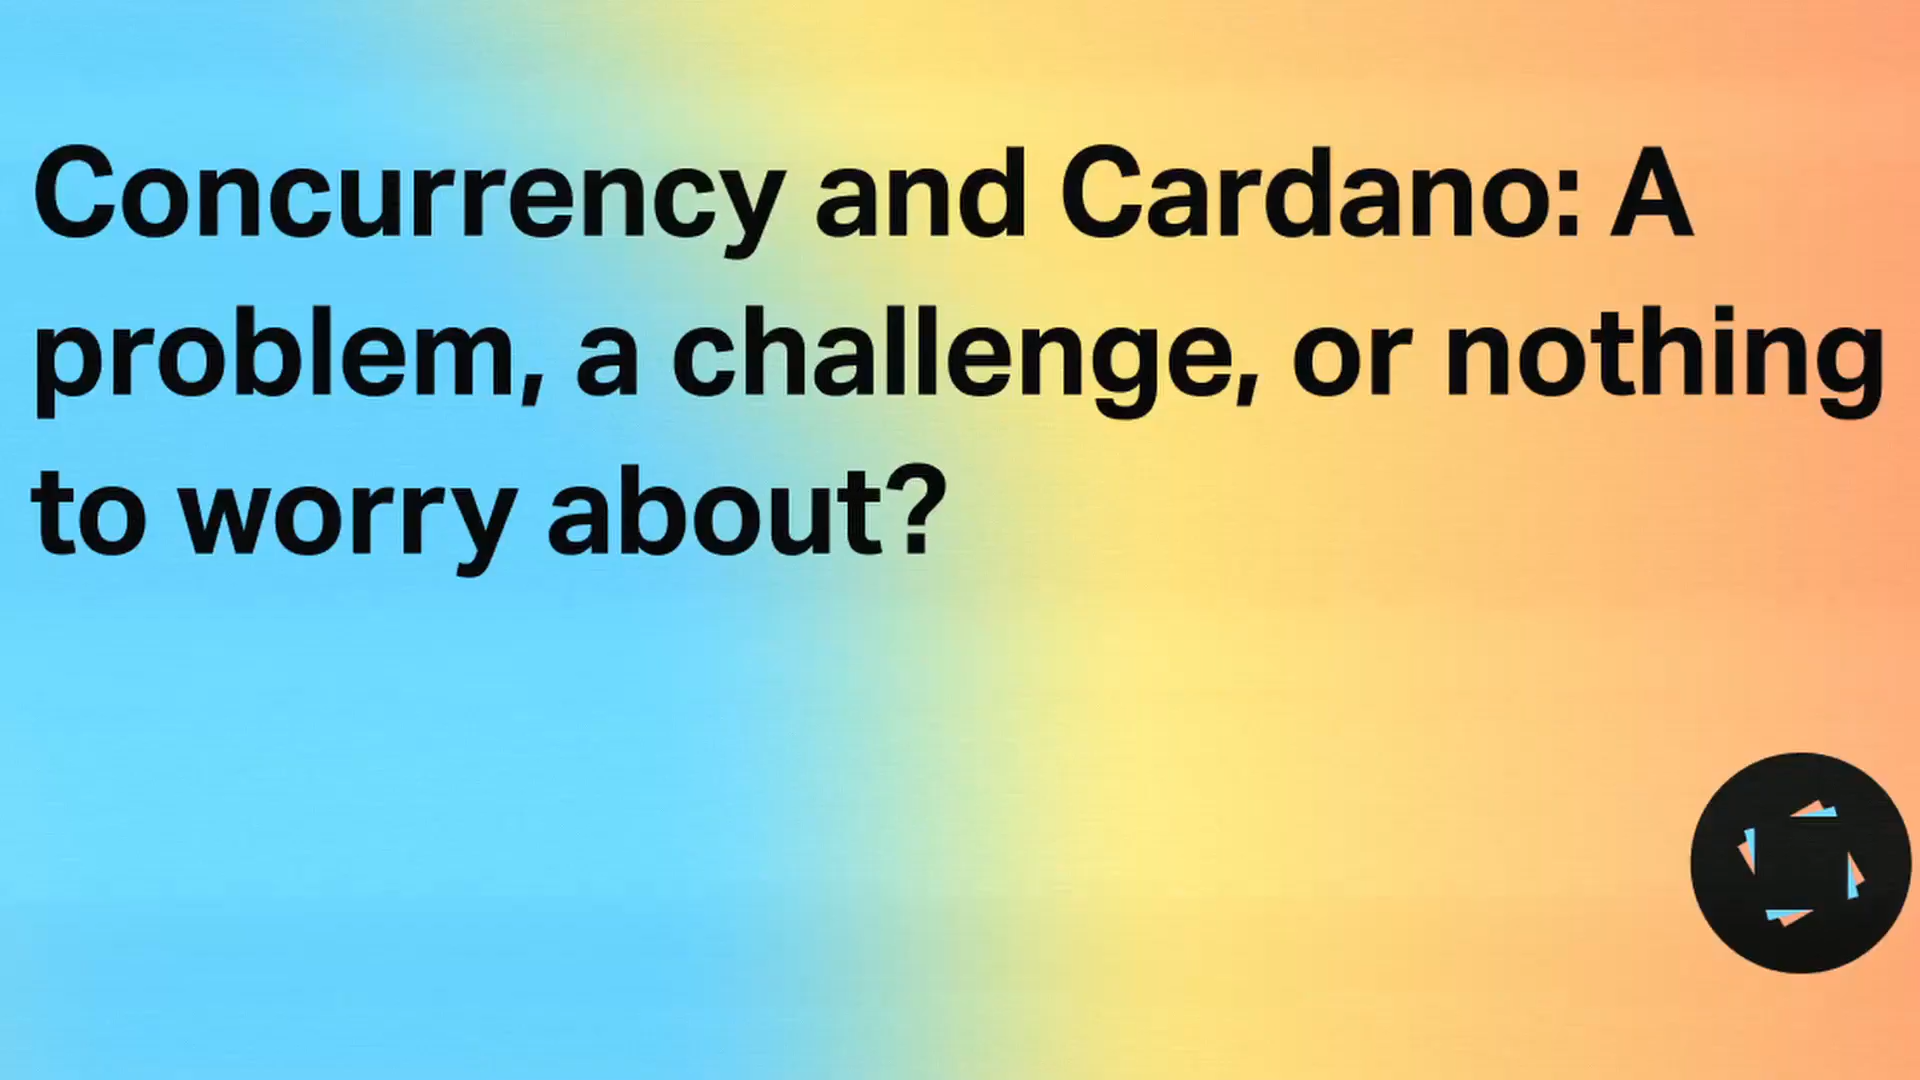 Concurrency and Cardano: A
problem, a challenge, or nothing
to worry about?